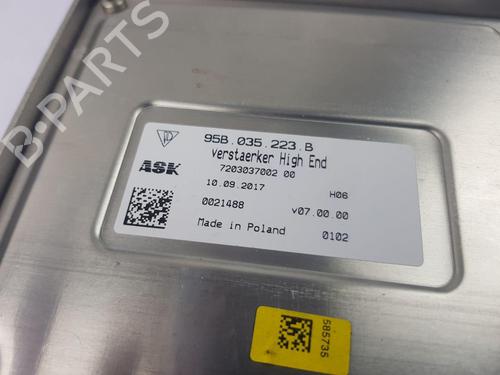 95B.035.223.B
Verstaerker High End
ASK
7203037002 00
10.09.2017 H06
0021488 v07.00.00
Made in Poland 0102
585735
B-Parts